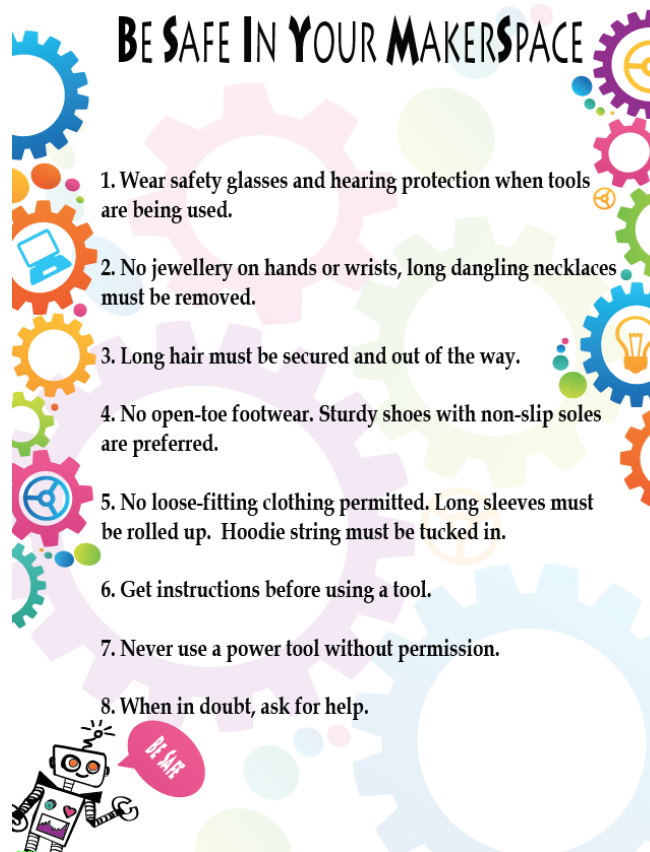 BE SAFE IN YOUR MAKERSPACE
1. Wear safety glasses and hearing protection when tools
are being used.
2. No jewellery on hands or wrists, long dangling necklaces
must be removed.
3. Long hair must be secured and out of the way.
4. No open-toe footwear. Sturdy shoes with non-slip soles
are preferred.
5. No loose-fitting clothing permitted. Long sleeves must
be rolled up.  Hoodie string must be tucked in.
6. Get instructions before using a tool.
7. Never use a power tool without permission.
8. When in doubt, ask for help.
BE SAFE